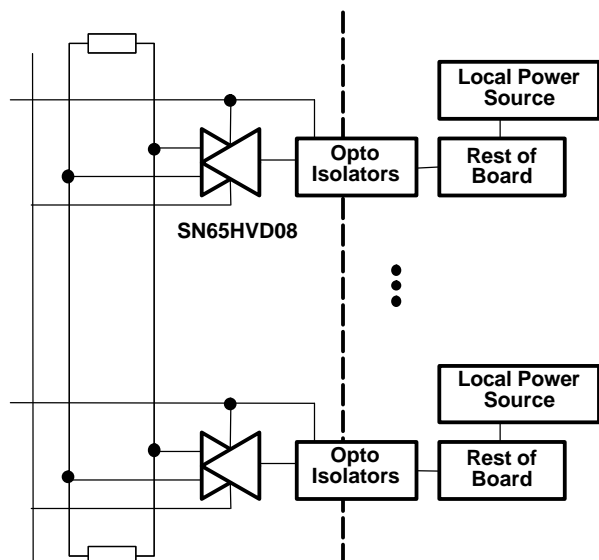 Local Power
Source
Opto
Isolators
Rest of
Board
SN65HVD08
Local Power
Source
Opto
Isolators
Rest of
Board